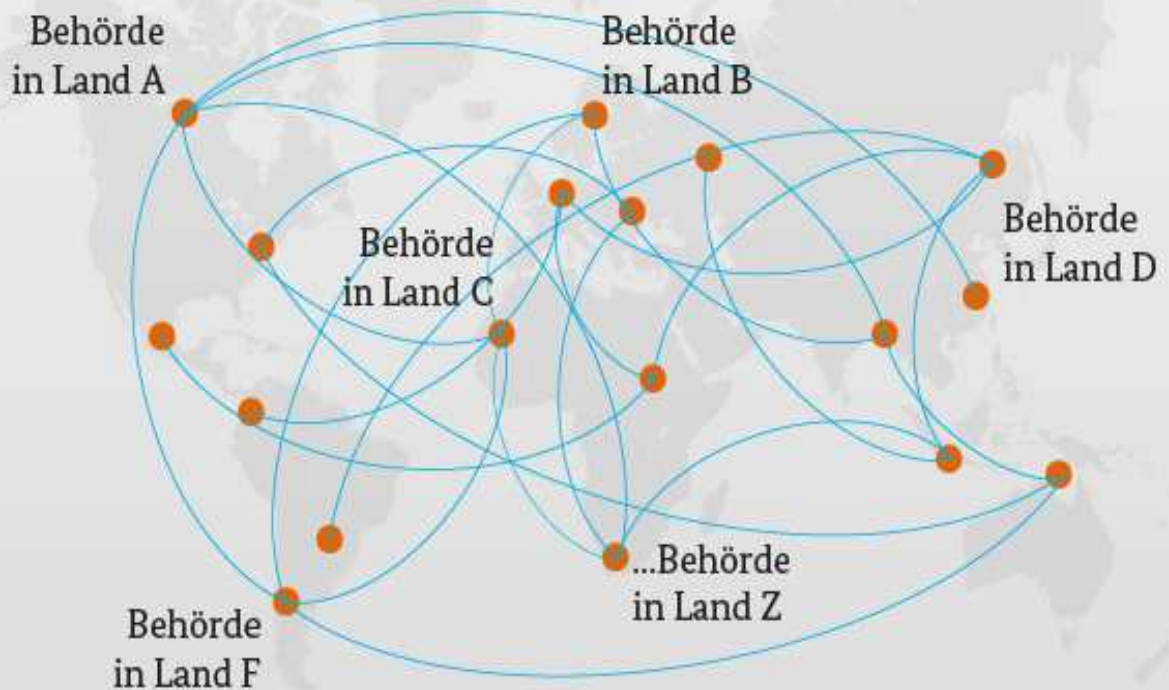 Behörde
in Land A
Behörde
in Land B
Behörde
in Land C
Behörde
in Land D
...Behörde
in Land Z
Behörde
in Land F